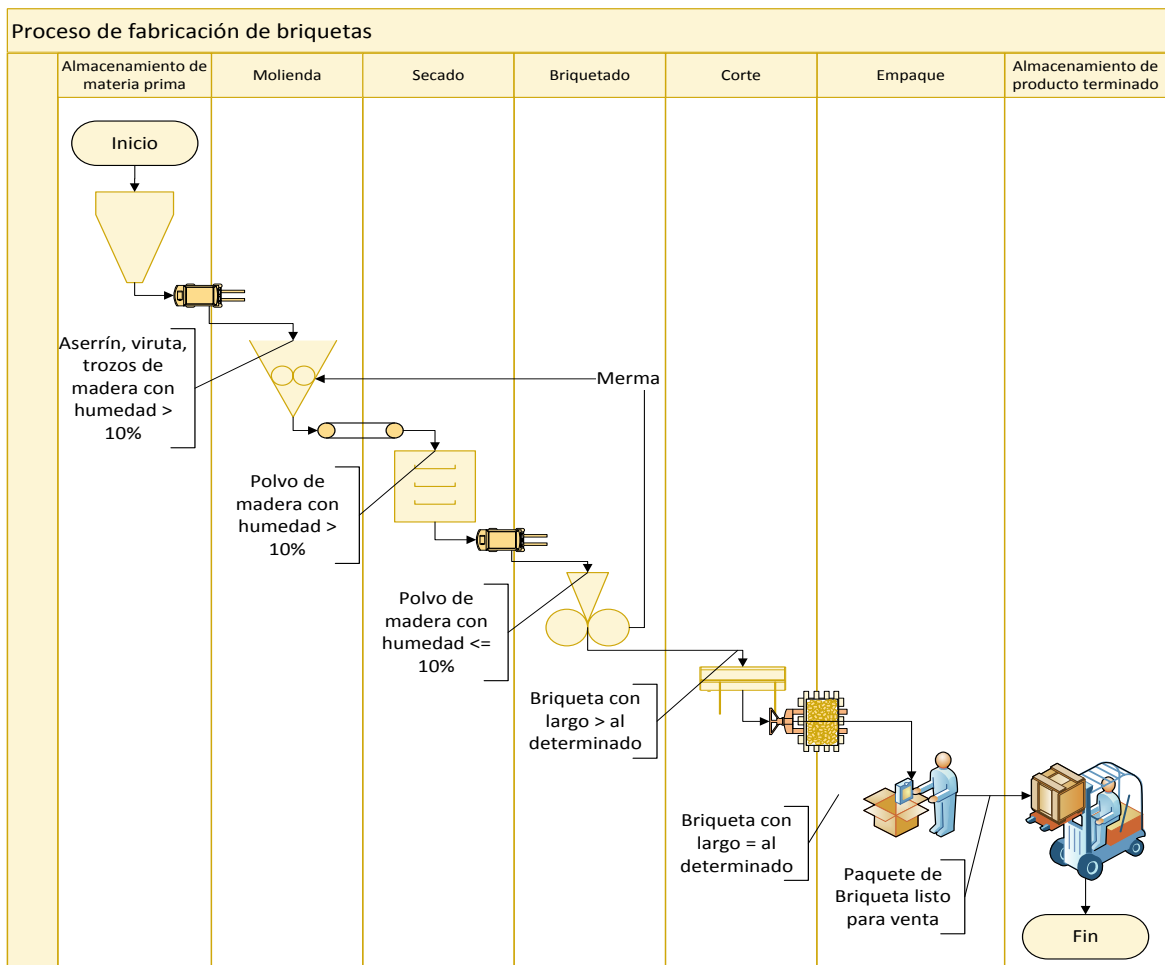 Proceso de fabricación de briquetas
Almacenamiento de
materia prima
Molienda
Secado
Briquetado
Corte
Empaque
Almacenamiento de
producto terminado
Inicio
Aserrín, viruta,
trozos de
madera con
humedad >
10%
Merma
Polvo de
madera con
humedad >
10%
Polvo de
madera con
humedad <=
10%
Briqueta con
largo > al
determinado
Briqueta con
largo = al
determinado
Paquete de
Briqueta listo
para venta
Fin